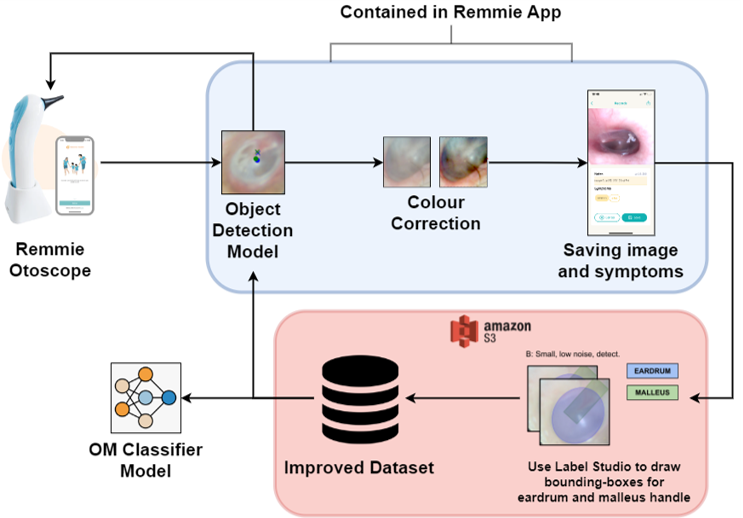 Contained in Remmie App
Remmie
Otoscope
Object
Detection
Model
Colour
Correction
Saving image
and symptoms
amazon
S3
B: Small, low noise, detect.
EARDRUM
MALLEUS
OM Classifier
Model
Improved Dataset
Use Label Studio to draw
bounding-boxes for
eardrum and malleus handle